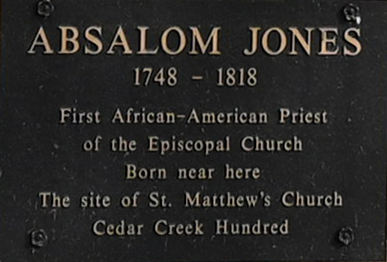 ABSALOM JONES
1748 – 1818
First African–American Priest
of the Episcopal Church
Born near here
The site of St. Matthew's Church
Cedar Creek Hundred